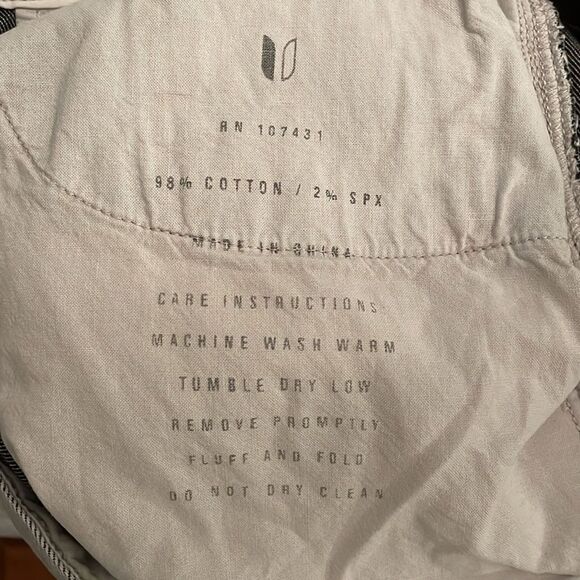 RN 107431
98% COTTON / 2% SPX
MADE IN CHINA
CARE INSTRUCTIONS:
MACHINE WASH WARM
TUMBLE DRY LOW
REMOVE PROMPTLY
FLUFF AND FOLD
DO NOT DRY CLEAN